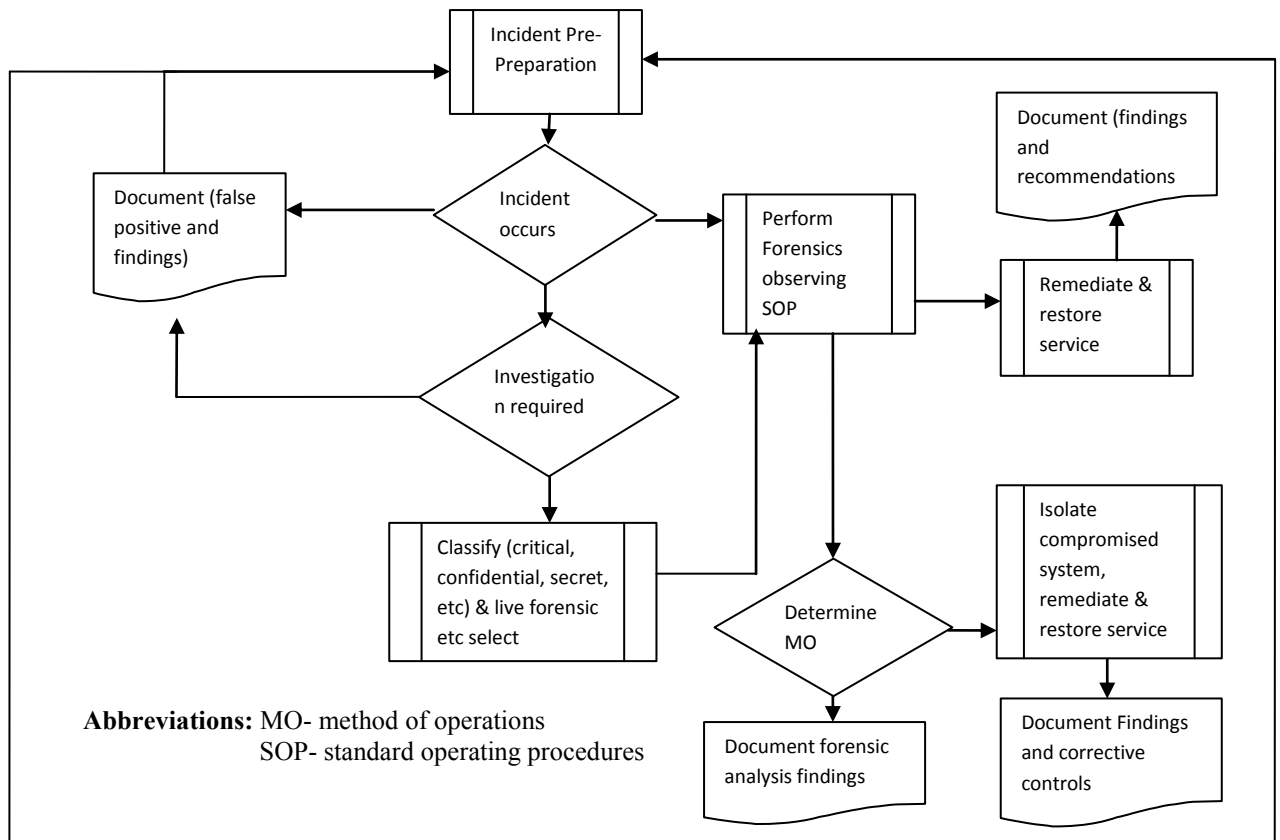 Incident Pre-
Preparation
Document (findings
and
recommendations
Document (false
positive and
findings)
Incident
occurs
Perform
Forensics
observing
SOP
Remediate &
restore
service
Investigatio
n required
Classify (critical,
confidential, secret,
etc) & live forensic
etc select
Isolate
compromised
system,
remediate &
restore service
Determine
MO
Abbreviations: MO- method of operations
SOP- standard operating procedures
Document forensic
analysis findings
Document Findings
and corrective
controls